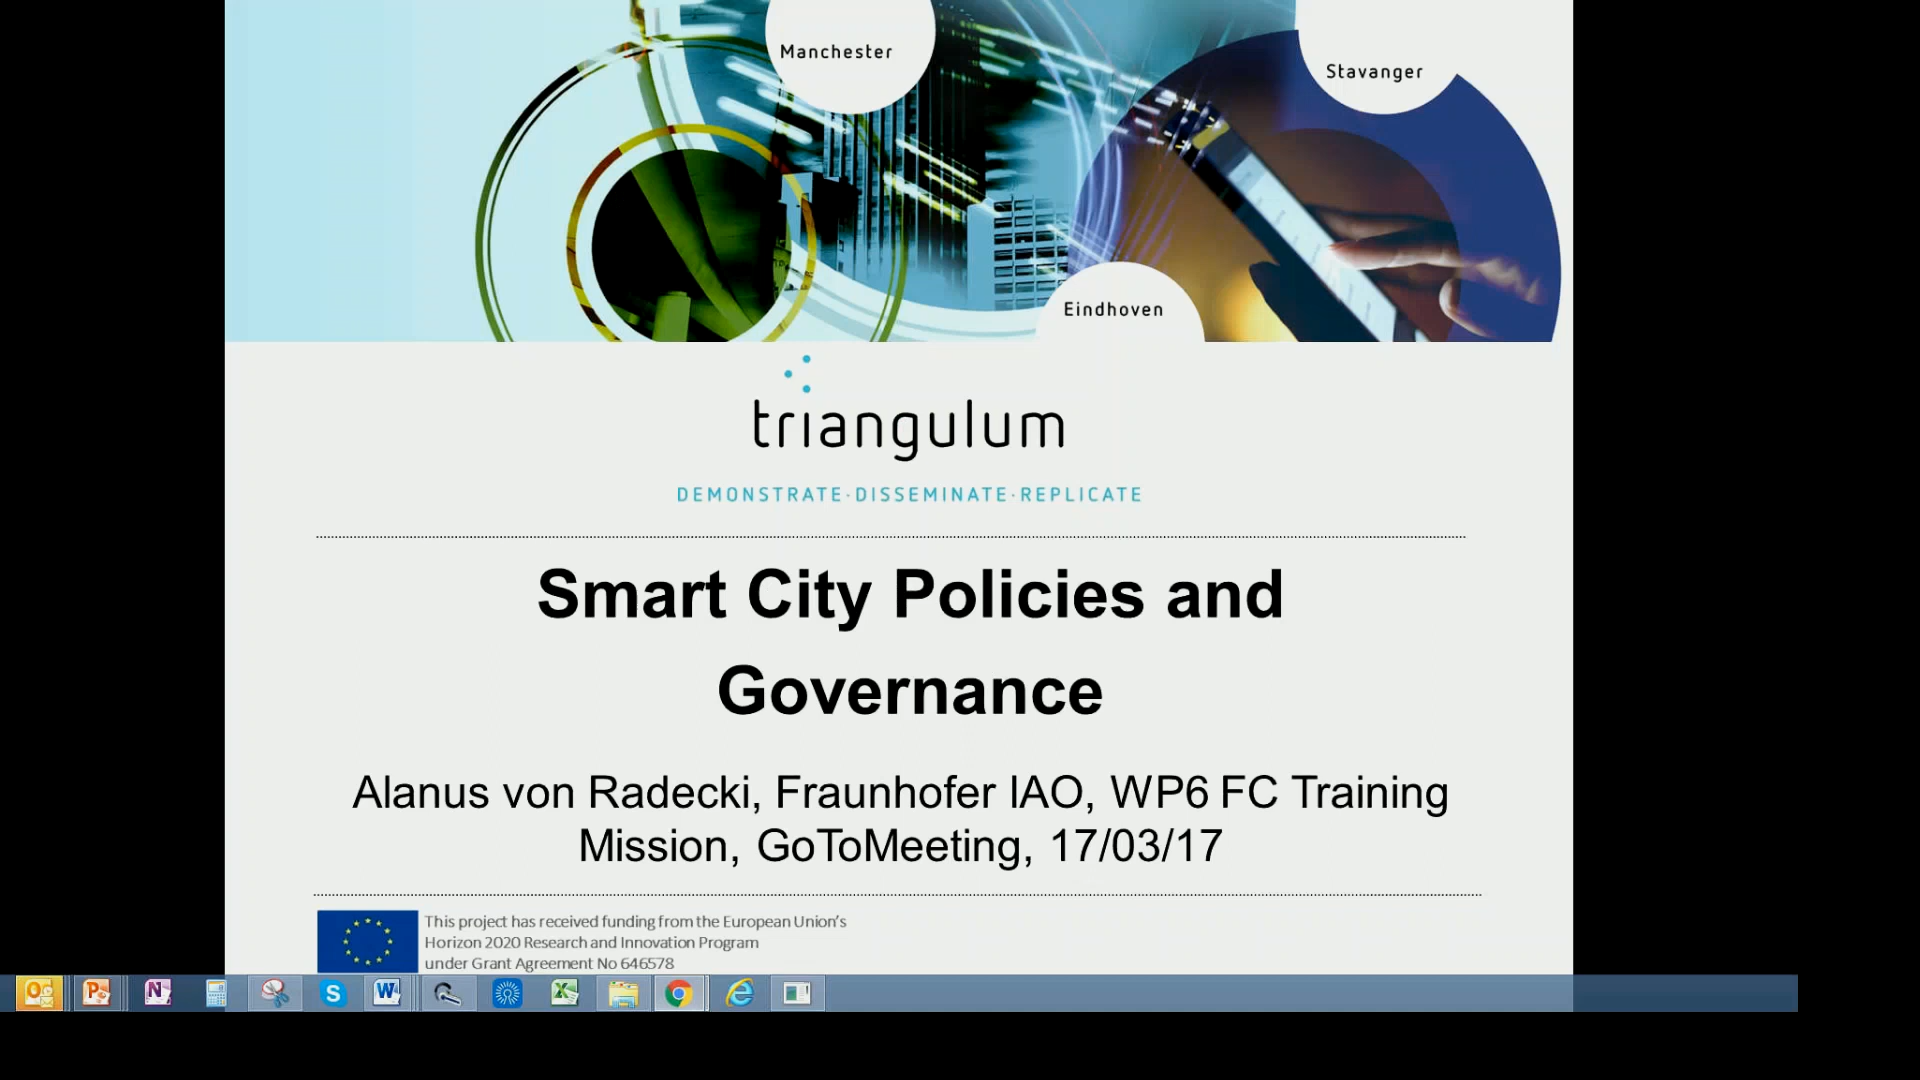 Manchester
Stavanger
Eindhoven
triangulum
DEMONSTRATE·DISSEMINATE·REPLICATE
Smart City Policies and
Governance
Alanus von Radecki, Fraunhofer IAO, WP6 FC Training
Mission, GoToMeeting, 17/03/17
This project has received funding from the European Union's
Horizon 2020 Research and Innovation Program
under Grant Agreement No 646578